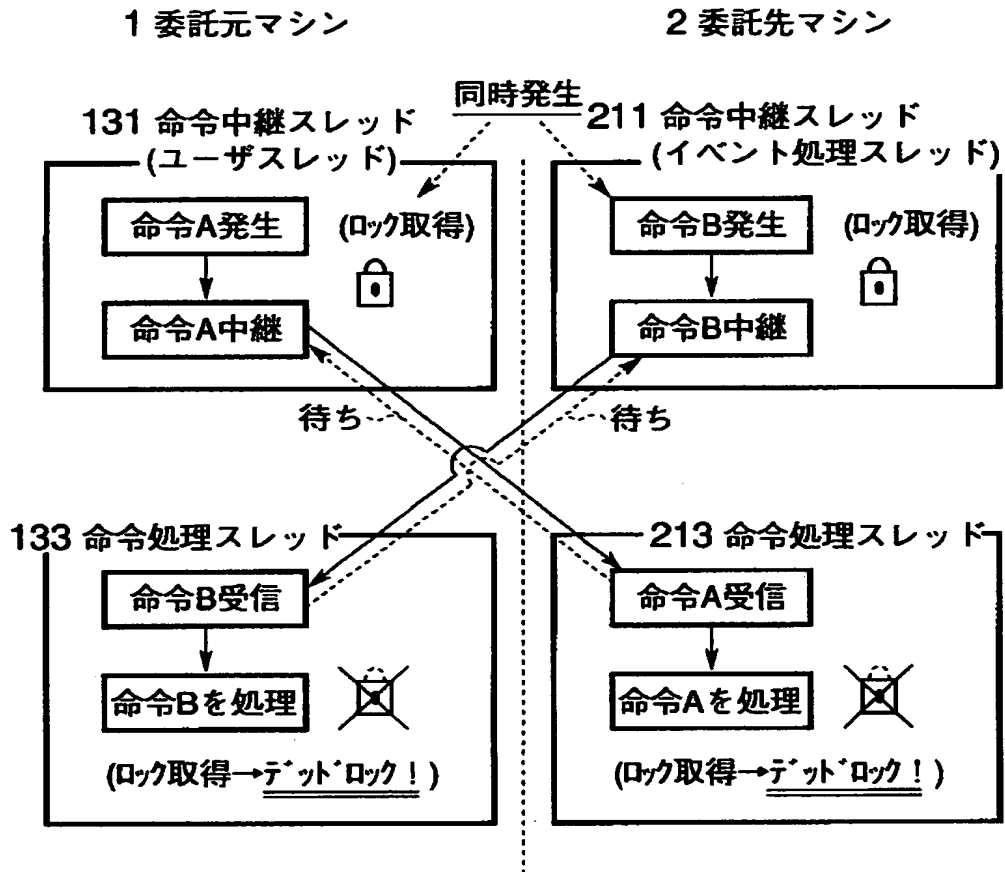 1 委託元マシン
2 委託先マシン
同時発生
131 命令中継スレッド
(ユーザスレッド)
211 命令中継スレッド
(イベント処理スレッド)
命令A発生
(ロック取得)
命令A中継
命令B発生
(ロック取得)
命令B中継
待ち
待ち
133 命令処理スレッド
命令B受信
命令Bを処理
(ロック取得→デッドロック!)
213 命令処理スレッド
命令A受信
命令Aを処理
(ロック取得→デッドロック!)